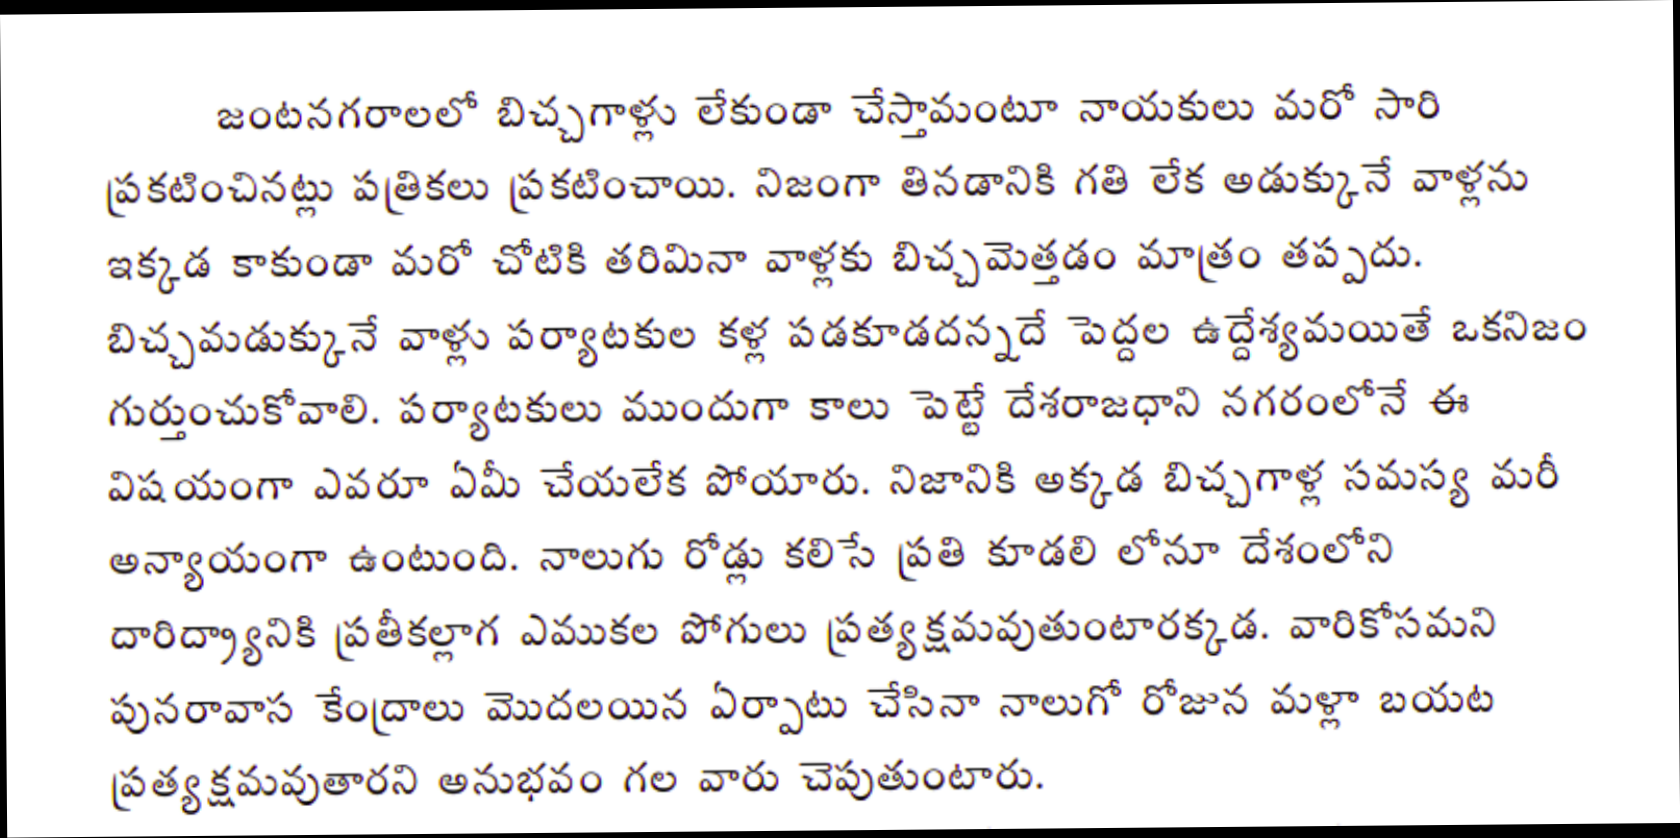 జంటనగరాలలో బిచ్చగాళ్లు లేకుండా చేస్తామంటూ నాయకులు మరో సారి
ప్రకటించినట్లు పత్రికలు ప్రకటించాయి. నిజంగా తినడానికి గతి లేక అడుక్కునే వాళ్లను
ఇక్కడ కాకుండా మరో చోటికి తరిమినా వాళ్లకు బిచ్చమెత్తడం మాత్రం తప్పదు.
బిచ్చమడుక్కునే వాళ్లు పర్యాటకుల కళ్ల పడకూడదన్నదే పెద్దల ఉద్దేశ్యమయితే ఒకనిజం
గుర్తుంచుకోవాలి. పర్యాటకులు ముందుగా కాలు పెట్టే దేశరాజధాని నగరంలోనే ఈ
విషయంగా ఎవరూ ఏమీ చేయలేక పోయారు. నిజానికి అక్కడ బిచ్చగాళ్ల సమస్య మరీ
అన్యాయంగా ఉంటుంది. నాలుగు రోడ్లు కలిసే ప్రతి కూడలి లోనూ దేశంలోని
దారిద్ర్యానికి ప్రతీకల్లాగ ఎముకల పోగులు ప్రత్యక్షమవుతుంటారక్కడ. వారికోసమని
పునరావాస కేంద్రాలు మొదలయిన ఏర్పాటు చేసినా నాలుగో రోజున మళ్లా బయట
ప్రత్యక్షమవుతారని అనుభవం గల వారు చెపుతుంటారు.